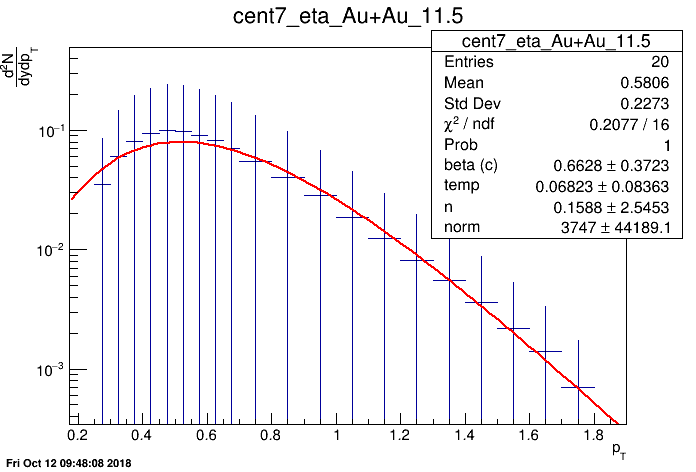 cent7_eta_Au+Au_11.5
d²N
dydp_T
cent7_eta_Au+Au_11.5
Entries 20
Mean 0.5806
Std Dev 0.2273
χ² / ndf 0.2077 / 16
Prob 1
beta (c) 0.6628 ± 0.3723
temp 0.06823 ± 0.08363
n 0.1588 ± 2.5453
norm 3747 ± 44189.1
10⁻¹
10⁻²
10⁻³
0.2 0.4 0.6 0.8 1 1.2 1.4 1.6 1.8
p_T
Fri Oct 12 09:48:08 2018